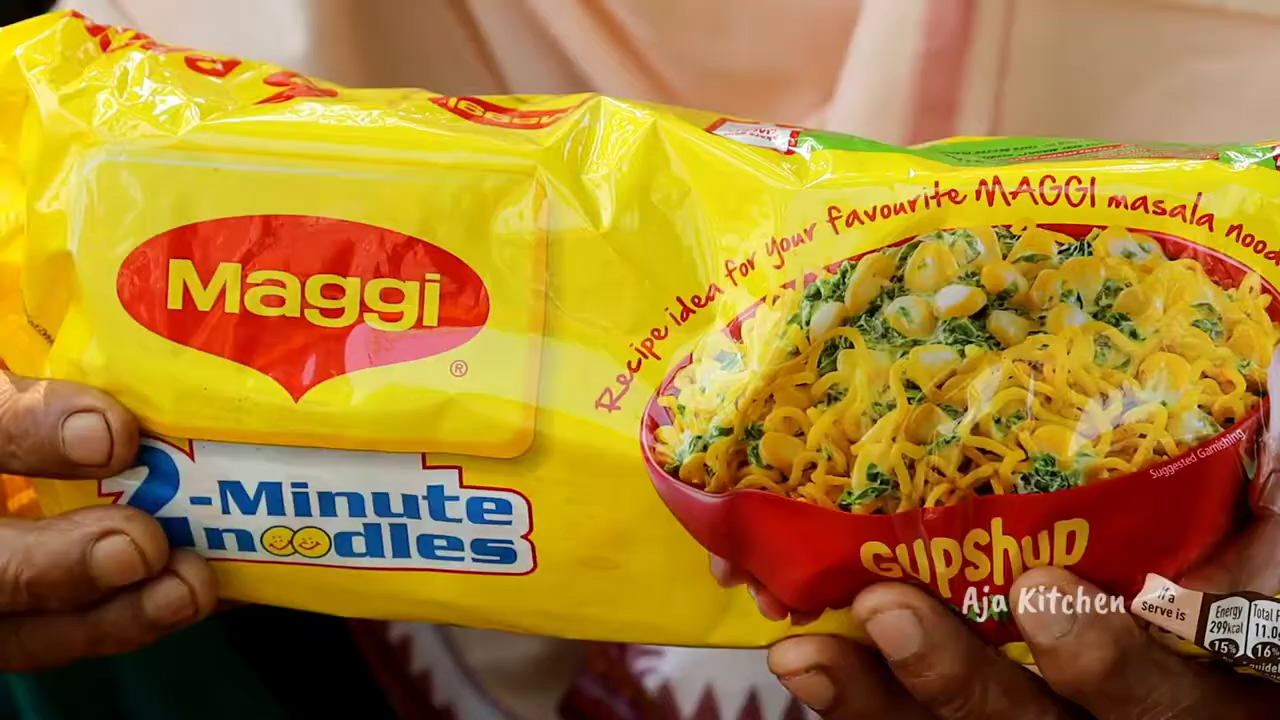 Recipe idea for your favourite MAGGI masala
Maggi
®
2-Minute
noodles
Suggested Garnishing
Gupshup
Aja Kitchen
serve is
Energy
299kcal
15%
Total
16%